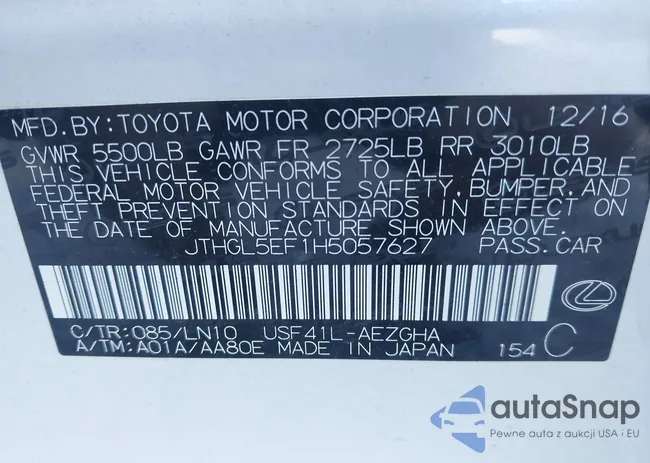 MFD.BY:TOYOTA MOTOR CORPORATION 12/16
GVWR 5500LB GAWR FR 2725LB RR 3010LB
THIS VEHICLE CONFORMS TO ALL APPLICABLE
FEDERAL MOTOR VEHICLE SAFETY, BUMPER, AND
THEFT PREVENTION STANDARDS IN EFFECT ON
THE DATE OF MANUFACTURE SHOWN ABOVE.
JTHGL5EF1H5057627 PASS.CAR
C/TR:085/LN10 USF41L-AEZGHA
A/TM:A01A/AA80E MADE IN JAPAN 154 C
autaSnap
Pewne auta z aukcji USA i EU